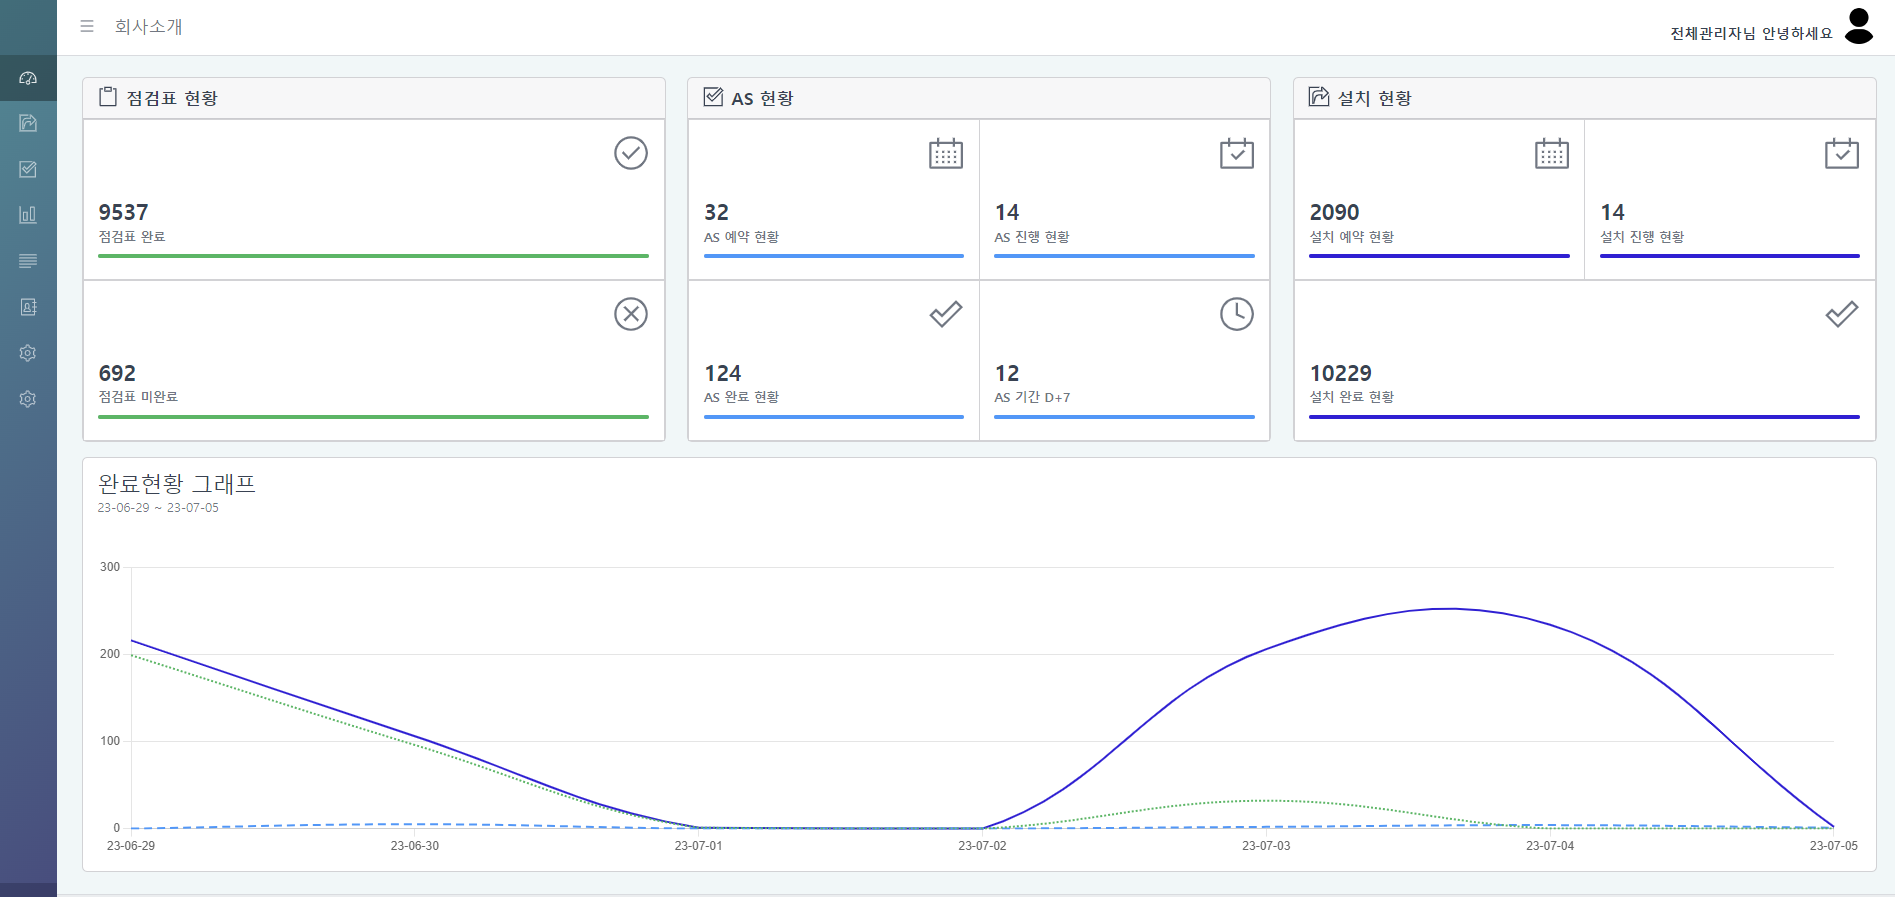 회사소개
전체관리자님 안녕하세요
점검표 현황
9537
점검표 완료
692
점검표 미완료
AS 현황
32
AS 예약 현황
14
AS 진행 현황
124
AS 완료 현황
12
AS 기간 D+7
설치 현황
2090
설치 예약 현황
14
설치 진행 현황
10229
설치 완료 현황
완료현황 그래프
23-06-29 ~ 23-07-05
300
200
100
0
23-06-29 23-06-30 23-07-01 23-07-02 23-07-03 23-07-04 23-07-05